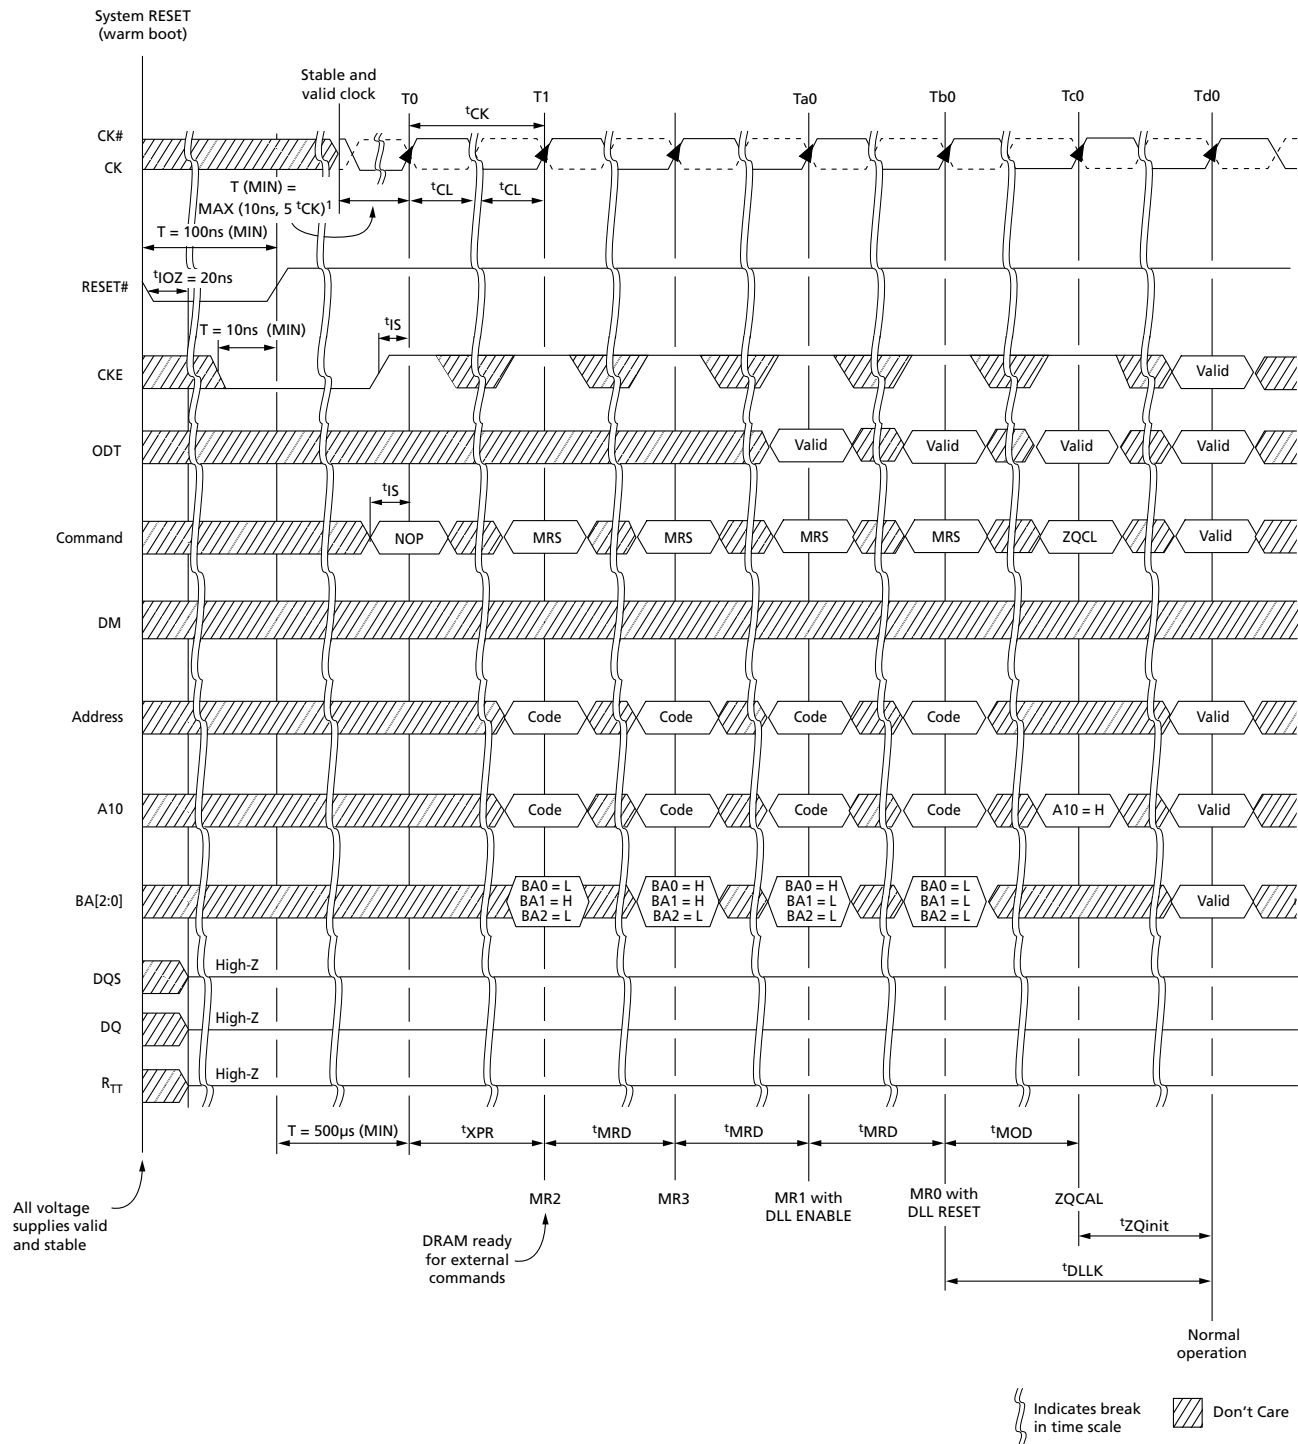 System RESET
(warm boot)
Stable and
valid clock
T0
T1
Ta0
Tb0
Tc0
Td0
tCK
CK#
CK
T (MIN) =
MAX (10ns, 5 tCK)1
tCL
tCL
T = 100ns (MIN)
tIOZ = 20ns
RESET#
T = 10ns (MIN)
tIS
CKE
Valid
ODT
Valid
Valid
Valid
Valid
tIS
Command
NOP
MRS
MRS
MRS
MRS
ZQCL
Valid
DM
Address
Code
Code
Code
Code
Valid
A10
Code
Code
Code
Code
A10 = H
Valid
BA[2:0]
BA0 = L
BA1 = H
BA2 = L
BA0 = H
BA1 = H
BA2 = L
BA0 = H
BA1 = L
BA2 = L
BA0 = L
BA1 = L
BA2 = L
Valid
DQS
High-Z
DQ
High-Z
RTT
High-Z
T = 500µs (MIN)
tXPR
tMRD
tMRD
tMRD
tMOD
All voltage
supplies valid
and stable
MR2
MR3
MR1 with
DLL ENABLE
MR0 with
DLL RESET
ZQCAL
DRAM ready
for external
commands
tZQinit
tDLLK
Normal
operation
Indicates break
in time scale
Don't Care